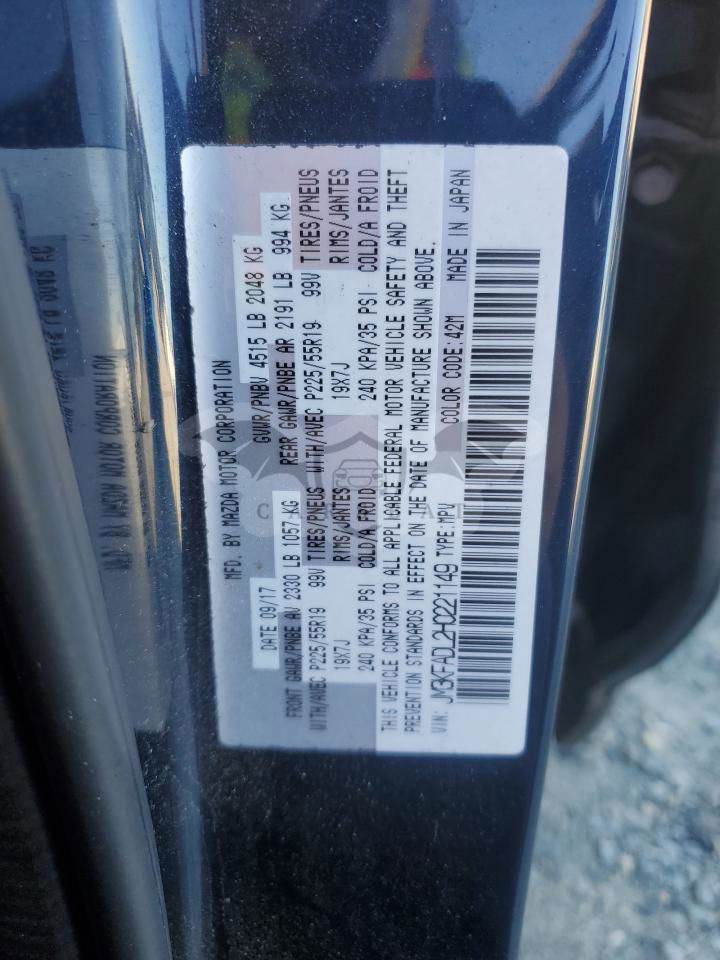 MFD. BY MAZDA MOTOR CORPORATION
DATE 09/17 GVWR/PNBV 4515 LB 2048 KG
FRONT GAWR/PNBE AV 2330 LB 1057 KG REAR GAWR/PNBE AR 2191 LB 994 KG
WITH/AVEC P225/55R19 99V TIRES/PNEUS WITH/AVEC P225/55R19 99V TIRES/PNEUS
19X7J RIMS/JANTES 19X7J RIMS/JANTES
240 KPA/35 PSI COLD/A FROID 240 KPA/35 PSI COLD/A FROID
THIS VEHICLE CONFORMS TO ALL APPLICABLE FEDERAL MOTOR VEHICLE SAFETY AND THEFT
PREVENTION STANDARDS IN EFFECT ON THE DATE OF MANUFACTURE SHOWN ABOVE.
VIN: JM3KFADL2H0221149 TYPE:MPV COLOR CODE:42M MADE IN JAPAN